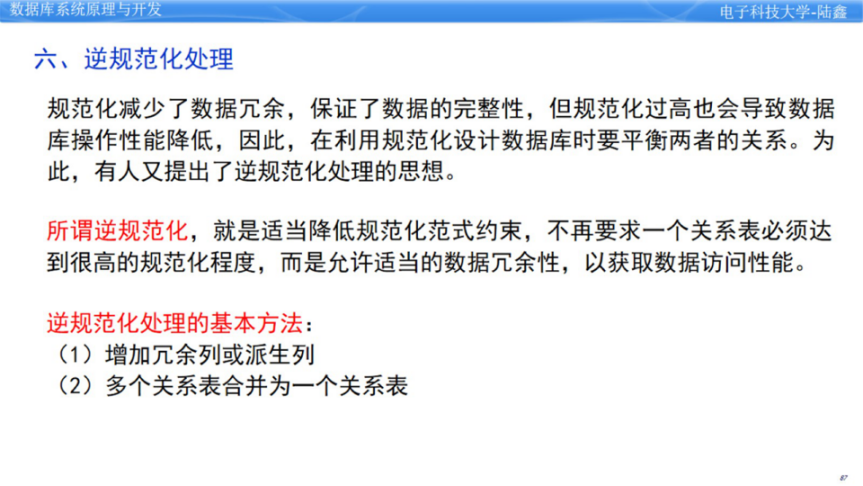 数据库系统原理与开发
电子科技大学-陆鑫
六、逆规范化处理
规范化减少了数据冗余，保证了数据的完整性，但规范化过高也会导致数据
库操作性能降低，因此，在利用规范化设计数据库时要平衡两者的关系。为
此，有人又提出了逆规范化处理的思想。
所谓逆规范化，就是适当降低规范化范式约束，不再要求一个关系表必须达
到很高的规范化程度，而是允许适当的数据冗余性，以获取数据访问性能。
逆规范化处理的基本方法：
（1）增加冗余列或派生列
（2）多个关系表合并为一个关系表
67